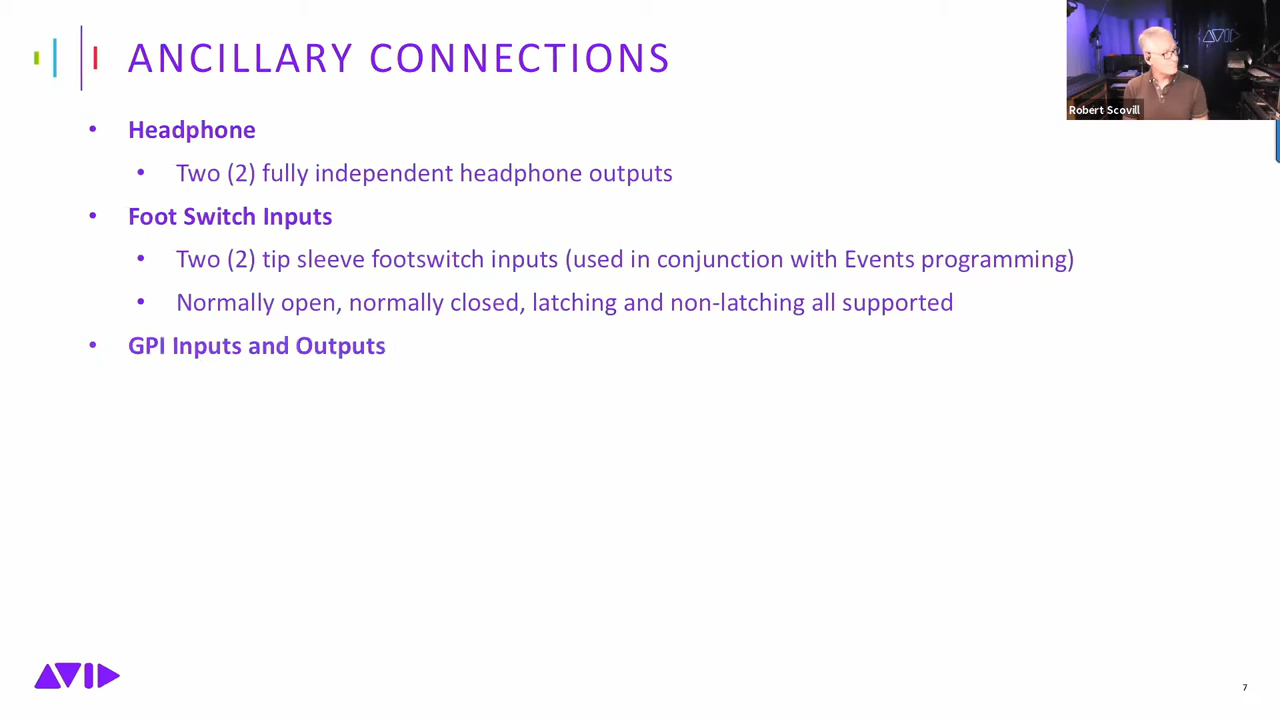 ANCILLARY CONNECTIONS
Robert Scovill
• Headphone
• Two (2) fully independent headphone outputs
• Foot Switch Inputs
• Two (2) tip sleeve footswitch inputs (used in conjunction with Events programming)
• Normally open, normally closed, latching and non-latching all supported
• GPI Inputs and Outputs
AVID
7